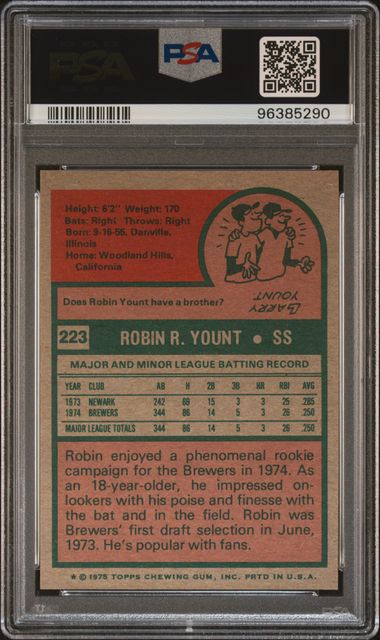 PSA
PSA
96385290
Height: 6'2" Weight: 170
Bats: Right Throws: Right
Born: 9-16-55, Danville,
Illinois
Home: Woodland Hills,
California
Does Robin Yount have a brother?
LARRY
YOUNT
223 ROBIN R. YOUNT • SS
MAJOR AND MINOR LEAGUE BATTING RECORD
YEAR CLUB AB H 2B 3B HR RBI AVG.
1973 NEWARK 242 69 15 3 3 25 .285
1974 BREWERS 344 86 14 5 3 26 .250
MAJOR LEAGUE TOTALS 344 86 14 5 3 26 .250
Robin enjoyed a phenomenal rookie
campaign for the Brewers in 1974. As
an 18-year-older, he impressed on-
lookers with his poise and finesse with
the bat and in the field. Robin was
Brewers' first draft selection in June,
1973. He's popular with fans.
* © 1975 TOPPS CHEWING GUM, INC. PRTD IN U.S.A.